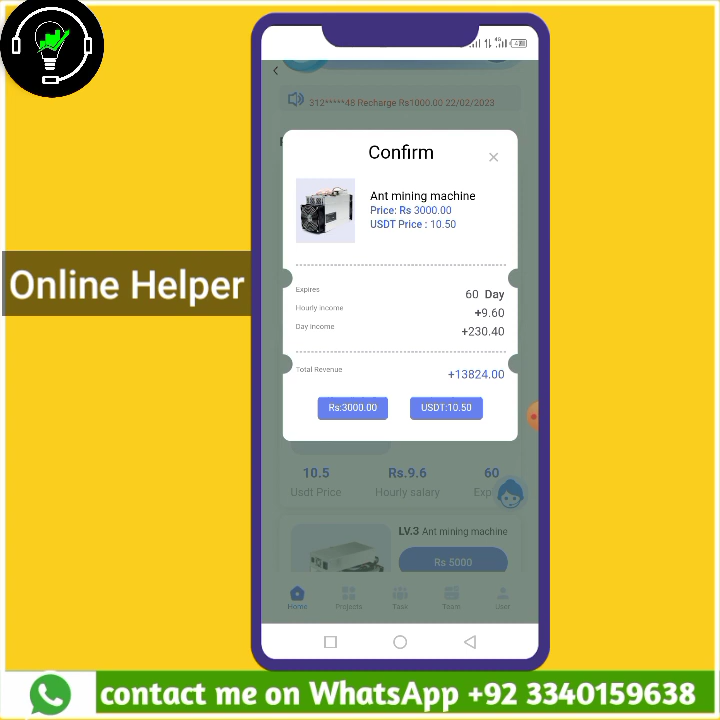 4G
312*****48 Recharge Rs1000.00 22/02/2023
Confirm
Ant mining machine
Price: Rs 3000.00
USDT Price : 10.50
Online Helper
Expires
60 Day
Hourly income
+9.60
Day income
+230.40
Total Revenue
+13824.00
Rs:3000.00
USDT:10.50
10.5
Rs.9.6
60
Usdt Price
Hourly salary
LV.3 Ant mining machine
Rs 5000
Home
Projects
Task
Team
User
contact me on WhatsApp +92 3340159638